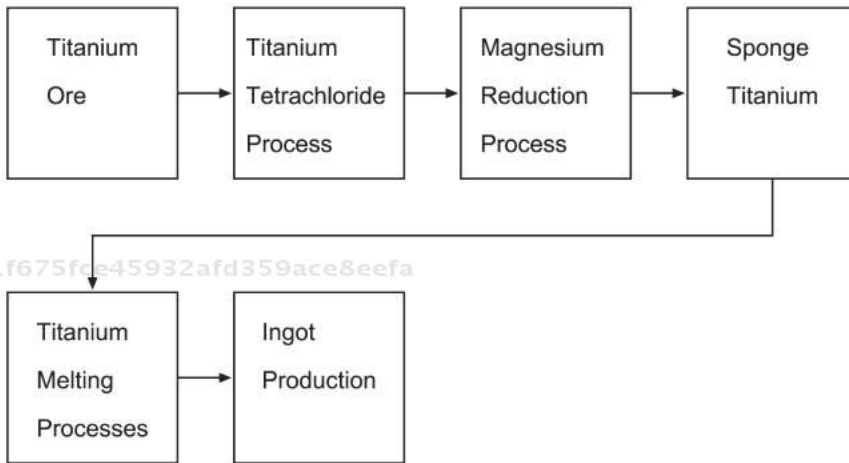 Titanium
Ore
Titanium
Tetrachloride
Process
Magnesium
Reduction
Process
Sponge
Titanium
f675fce45932afd359ace8eefa
Titanium
Melting
Processes
Ingot
Production